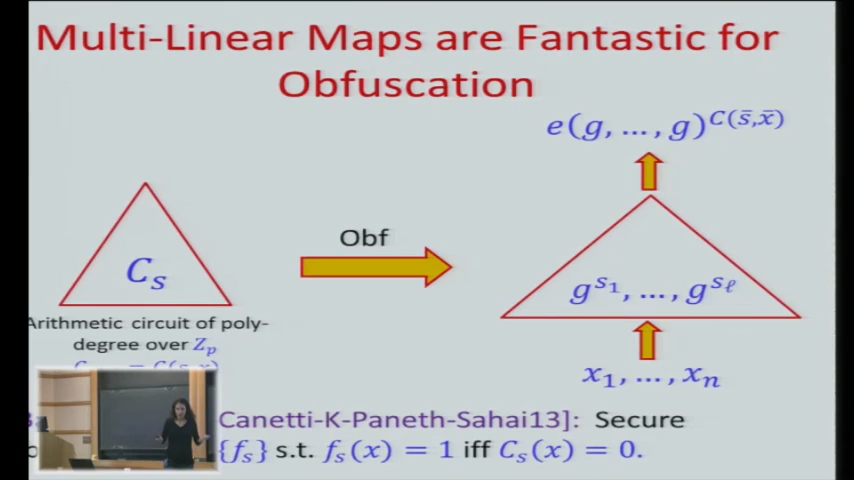 Multi-Linear Maps are Fantastic for
Obfuscation
e(g, …, g)^{C(s̄,x̄)}
Obf
C_s
g^{s_1}, …, g^{s_ℓ}
Arithmetic circuit of poly-
degree over Z_p
x_1, …, x_n
Canetti-K-Paneth-Sahai13]: Secure
{f_s} s.t. f_s(x) = 1 iff C_s(x) = 0.